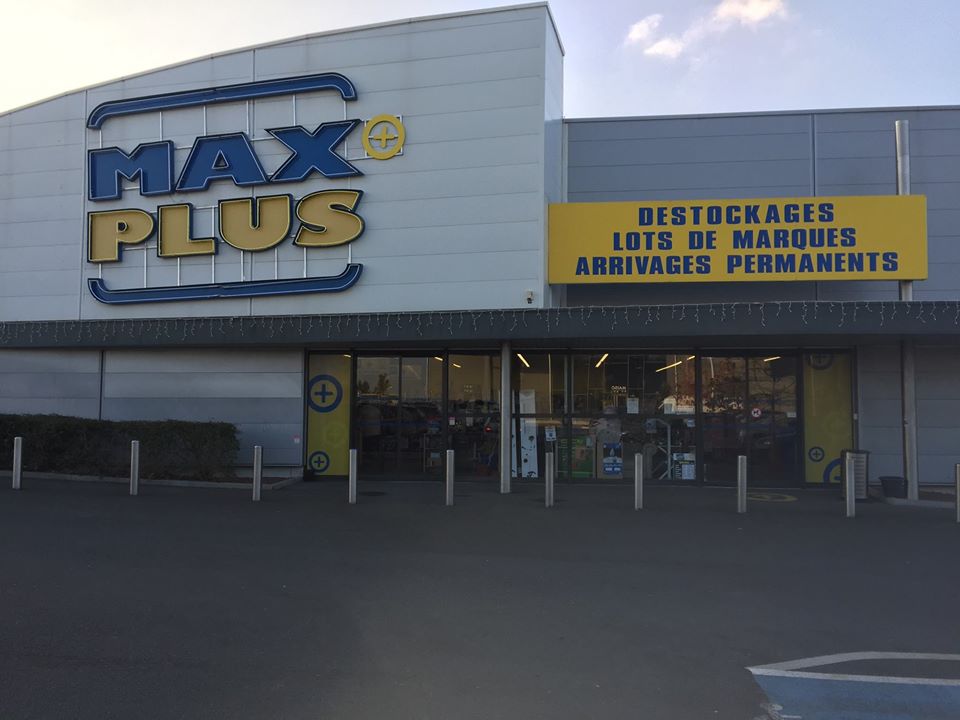 MAX
PLUS
DESTOCKAGES
LOTS DE MARQUES
ARRIVAGES PERMANENTS